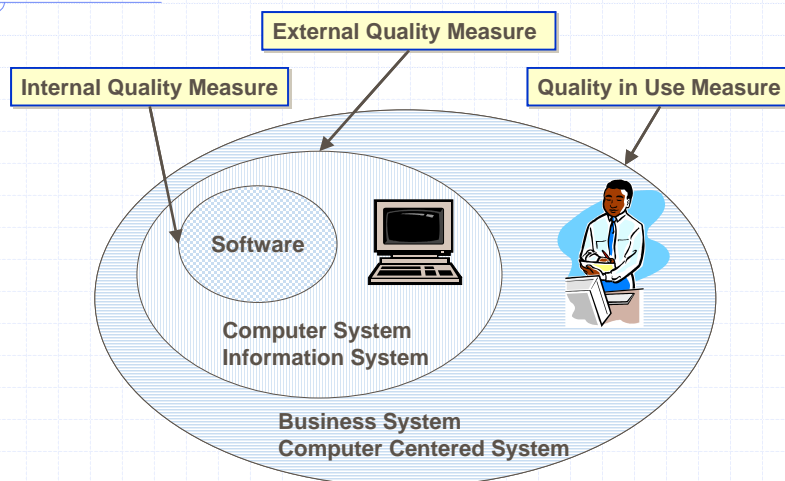 External Quality Measure
Internal Quality Measure
Quality in Use Measure
Software
Computer System
Information System
Business System
Computer Centered System